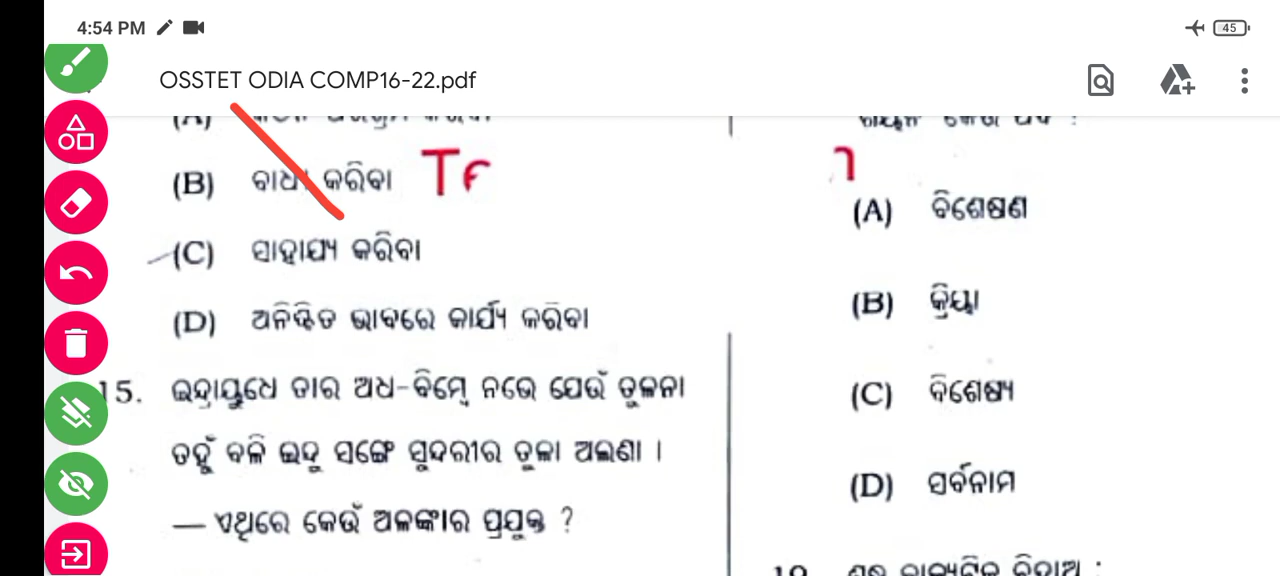 4:54 PM
45
OSSTET ODIA COMP16-22.pdf
(A)
(B) ବାଧ୍ୟ କରିବା
(C) ସାହାଯ୍ୟ କରିବା
(D) ଅନିଶ୍ଚିତ ଭାବରେ କାର୍ଯ୍ୟ କରିବା
15. ଇନ୍ଦ୍ରାୟୁଧେ ତାର ଅଧ-ବିମ୍ବେ ନଭେ ଯେଉଁ ତୁଳନା
ତହୁଁ ବଳି ଇନ୍ଦୁ ସଙ୍ଗେ ସୁନ୍ଦରୀର ତୁଳା ଅଇଣା ।
— ଏଥିରେ କେଉଁ ଅଳଙ୍କାର ପ୍ରଯୁକ୍ତ ?
(A) ବିଶେଷଣ
(B) କ୍ରିୟା
(C) ବିଶେଷ୍ୟ
(D) ସର୍ବନାମ